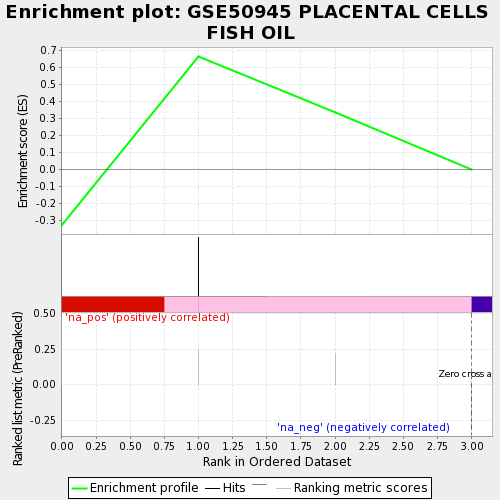 Enrichment plot: GSE50945 PLACENTAL CELLS
FISH OIL
Enrichment score (ES)
0.7
0.6
0.5
0.4
0.3
0.2
0.1
0.0
-0.1
-0.2
-0.3
Ranked list metric (PreRanked)
0.50
0.25
0.00
-0.25
'na_pos' (positively correlated)
Zero cross a
'na_neg' (negatively correlated)
0.00 0.25 0.50 0.75 1.00 1.25 1.50 1.75 2.00 2.25 2.50 2.75 3.00
Rank in Ordered Dataset
Enrichment profile Hits Ranking metric scores